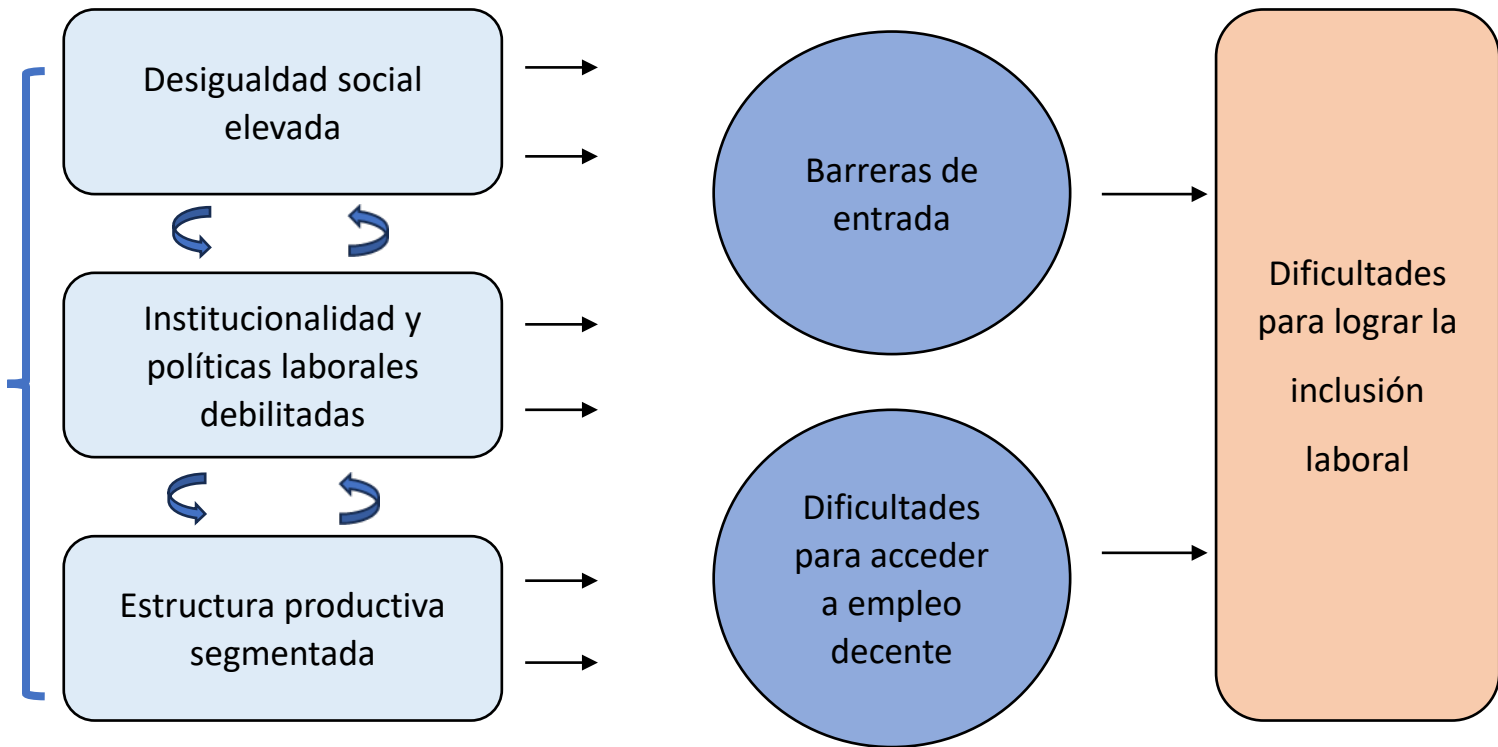 Desigualdad social
elevada
Institucionalidad y
políticas laborales
debilitadas
Estructura productiva
segmentada
Barreras de
entrada
Dificultades
para acceder
a empleo
decente
Dificultades
para lograr la
inclusión
laboral